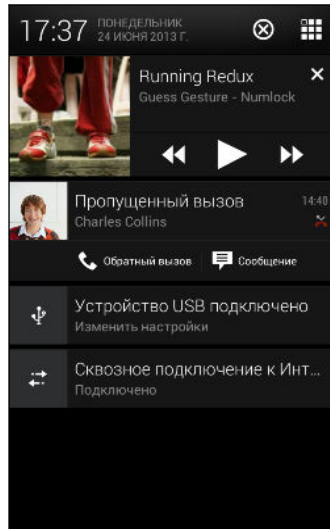 17:37
ПОНЕДЕЛЬНИК
24 ИЮНЯ 2013 Г.
Running Redux
Guess Gesture - Numlock
Пропущенный вызов
14:40
Charles Collins
Обратный вызов
Сообщение
Устройство USB подключено
Изменить настройки
Сквозное подключение к Инт...
Подключено